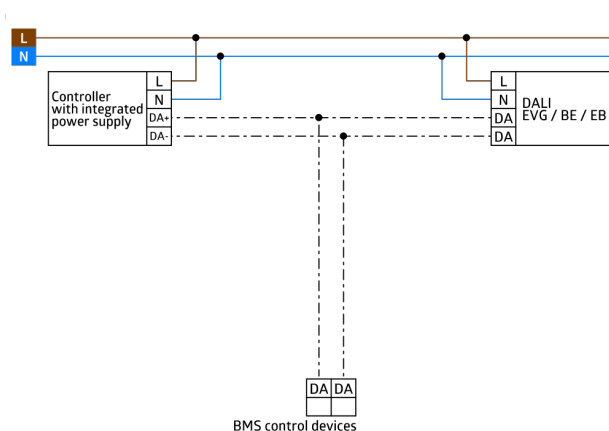 L
N
Controller
with integrated
power supply
L
N
DA+
DA-
L
N
DA
DA
DALI
EVG / BE / EB
DA DA
BMS control devices